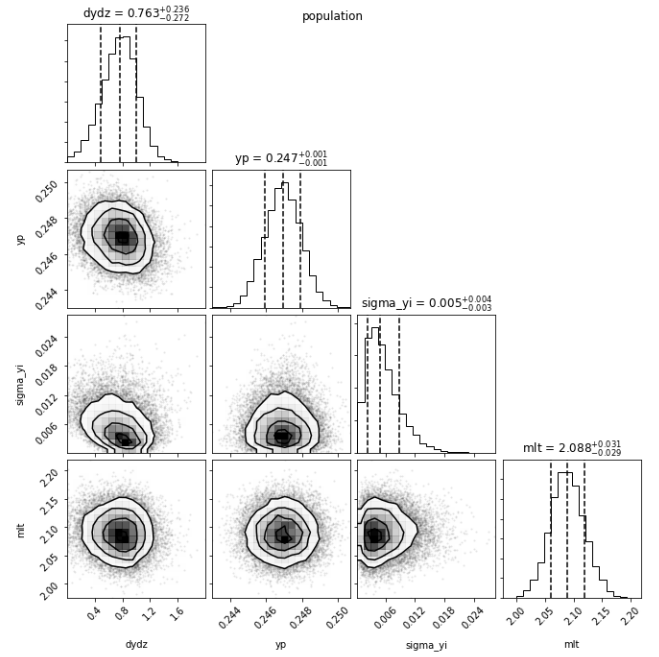 population
dydz = 0.763+0.236−0.272
yp = 0.247+0.001−0.001
sigma_yi = 0.005+0.004−0.003
mlt = 2.088+0.031−0.029
0.250
0.248
0.246
0.244
yp
0.024
0.018
0.012
0.006
sigma_yi
2.20
2.15
2.10
2.05
2.00
mlt
0.4 0.8 1.2 1.6
dydz
0.244 0.246 0.248 0.250
yp
0.006 0.012 0.018 0.024
sigma_yi
2.00 2.05 2.10 2.15 2.20
mlt